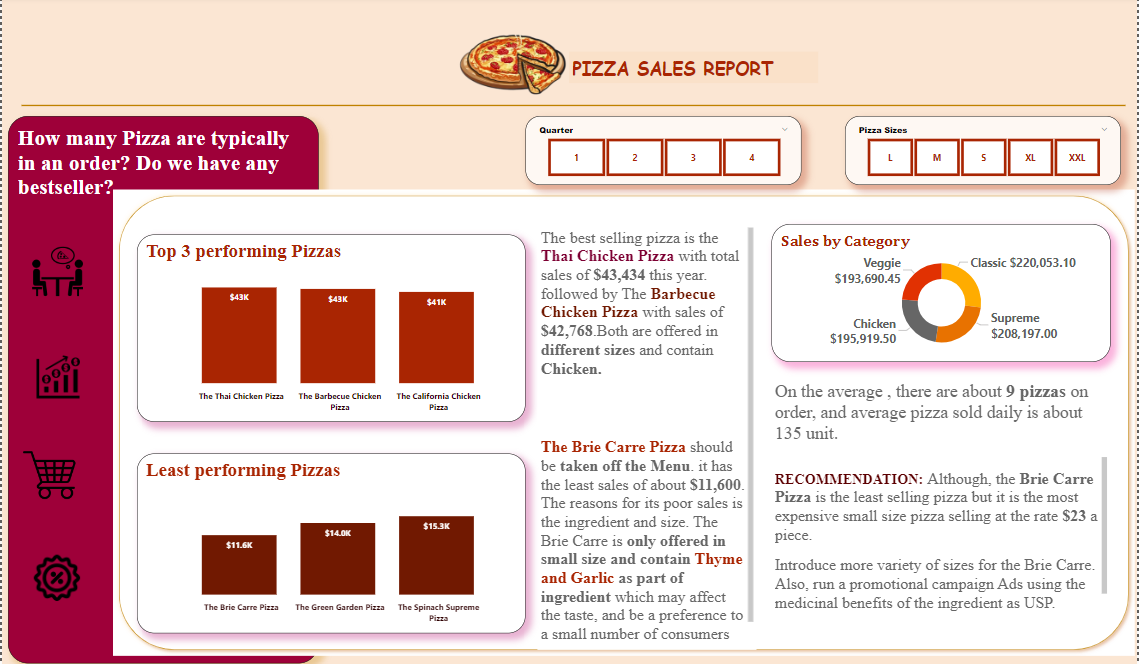 PIZZA SALES REPORT
How many Pizza are typically
in an order? Do we have any
bestseller?
Quarter
1 2 3 4
Pizza Sizes
L M S XL XXL
Top 3 performing Pizzas
$43K $43K $41K
The Thai Chicken Pizza The Barbecue Chicken Pizza The California Chicken Pizza
The best selling pizza is the
Thai Chicken Pizza with total
sales of $43,434 this year.
followed by The Barbecue
Chicken Pizza with sales of
$42,768.Both are offered in
different sizes and contain
Chicken.
Sales by Category
Veggie
$193,690.45
Classic $220,053.10
Chicken
$195,919.50
Supreme
$208,197.00
On the average , there are about 9 pizzas on
order, and average pizza sold daily is about
135 unit.
Least performing Pizzas
$11.6K $14.0K $15.3K
The Brie Carre Pizza The Green Garden Pizza The Spinach Supreme Pizza
The Brie Carre Pizza should
be taken off the Menu. it has
the least sales of about $11,600.
The reasons for its poor sales is
the ingredient and size. The
Brie Carre is only offered in
small size and contain Thyme
and Garlic as part of
ingredient which may affect
the taste, and be a preference to
a small number of consumers
RECOMMENDATION: Although, the Brie Carre
Pizza is the least selling pizza but it is the most
expensive small size pizza selling at the rate $23 a
piece.
Introduce more variety of sizes for the Brie Carre.
Also, run a promotional campaign Ads using the
medicinal benefits of the ingredient as USP.